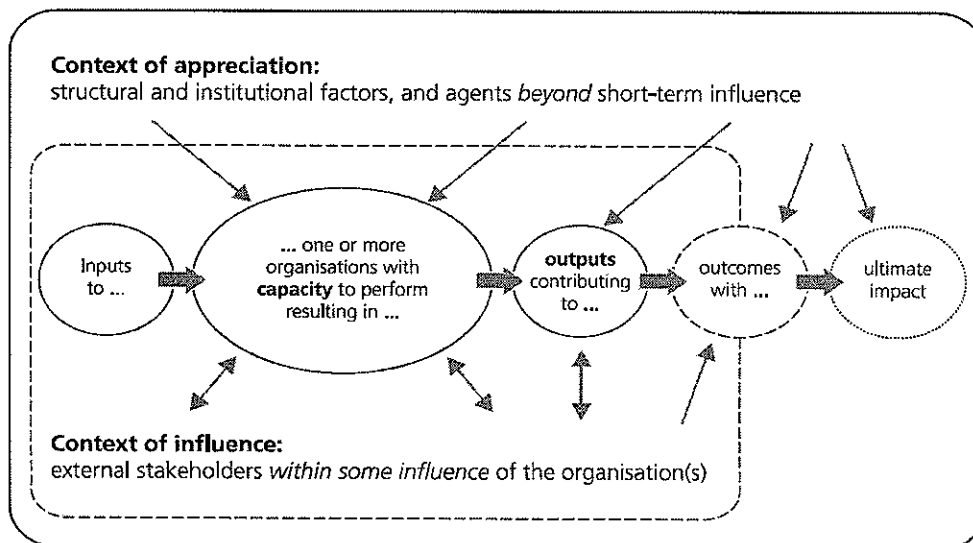 Context of appreciation:
structural and institutional factors, and agents beyond short-term influence
Inputs
to ...
... one or more
organisations with
capacity to perform
resulting in ...
outputs
contributing
to ...
outcomes
with ...
ultimate
impact
Context of influence:
external stakeholders within some influence of the organisation(s)